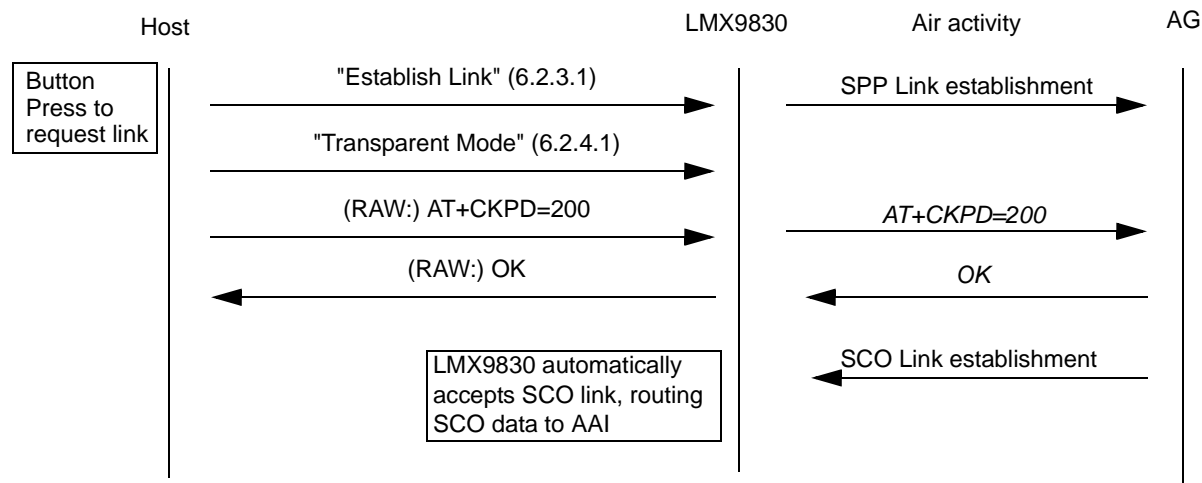 Host
LMX9830
Air activity
AG
Button
Press to
request link
"Establish Link" (6.2.3.1)
SPP Link establishment
"Transparent Mode" (6.2.4.1)
(RAW:) AT+CKPD=200
AT+CKPD=200
(RAW:) OK
OK
SCO Link establishment
LMX9830 automatically
accepts SCO link, routing
SCO data to AAI